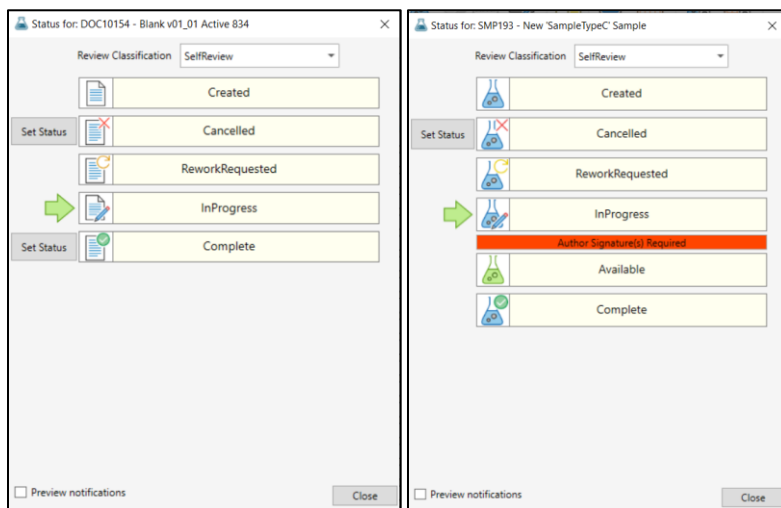 Status for: DOC10154 - Blank v01_01 Active 834
Review Classification SelfReview
Created
Set Status Cancelled
ReworkRequested
InProgress
Set Status Complete
Preview notifications Close
Status for: SMP193 - New 'SampleTypeC' Sample
Review Classification SelfReview
Created
Set Status Cancelled
ReworkRequested
InProgress
Author Signature(s) Required
Available
Complete
Preview notifications Close